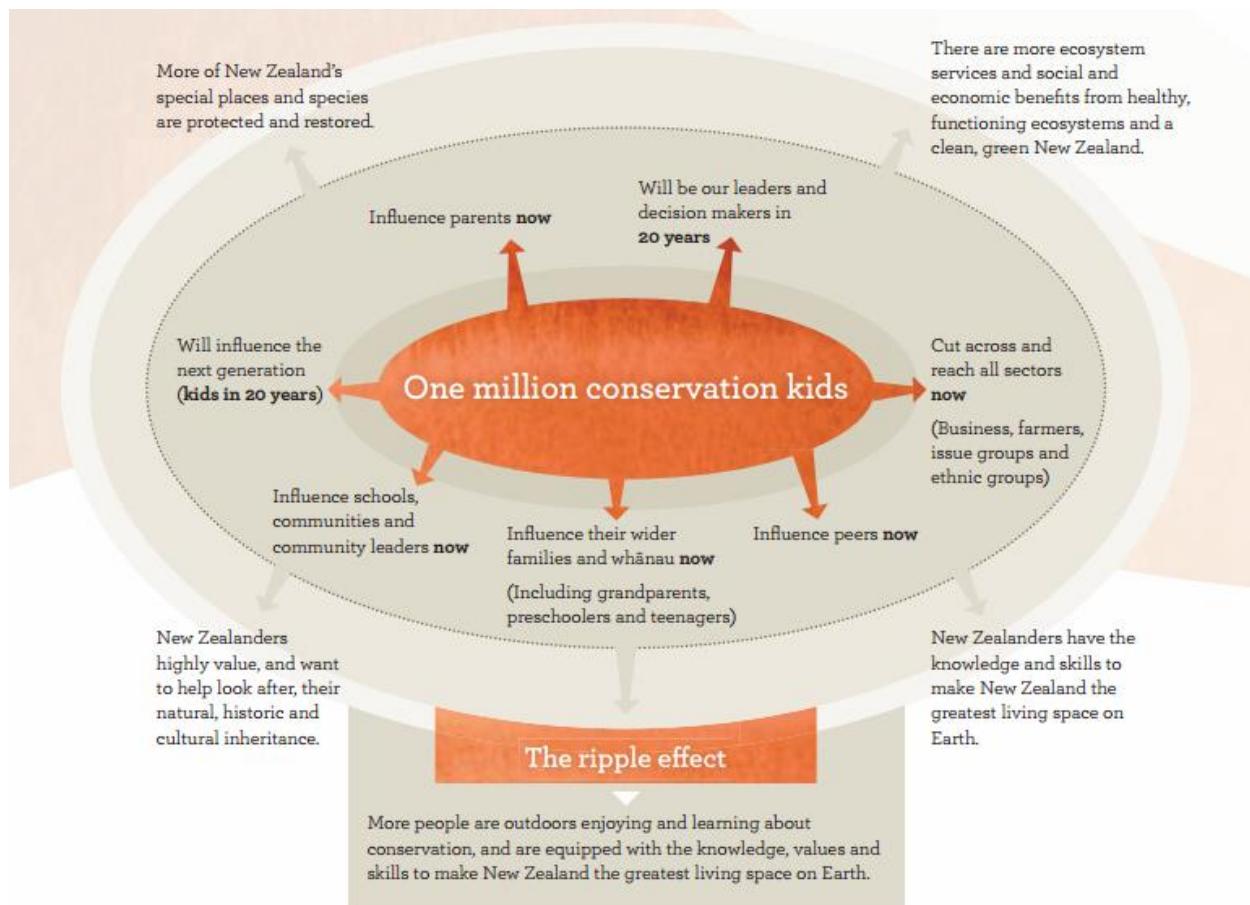 More of New Zealand's
special places and species
are protected and restored.
There are more ecosystem
services and social and
economic benefits from healthy,
functioning ecosystems and a
clean, green New Zealand.
Influence parents now
Will be our leaders and
decision makers in
20 years
Will influence the
next generation
(kids in 20 years)
One million conservation kids
Cut across and
reach all sectors
now
(Business, farmers,
issue groups and
ethnic groups)
Influence schools,
communities and
community leaders now
Influence their wider
families and whānau now
(Including grandparents,
preschoolers and teenagers)
Influence peers now
New Zealanders
highly value, and want
to help look after, their
natural, historic and
cultural inheritance.
New Zealanders have the
knowledge and skills to
make New Zealand the
greatest living space on
Earth.
The ripple effect
More people are outdoors enjoying and learning about
conservation, and are equipped with the knowledge, values and
skills to make New Zealand the greatest living space on Earth.